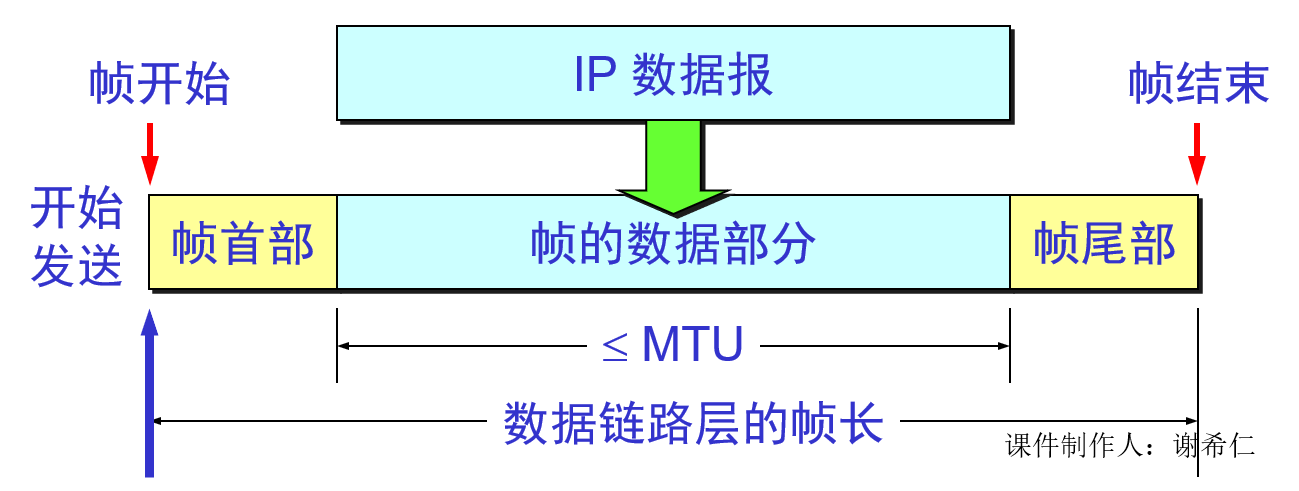 IP 数据报
帧开始
帧结束
开始
发送
帧首部
帧的数据部分
帧尾部
≤ MTU
数据链路层的帧长
课件制作人：谢希仁